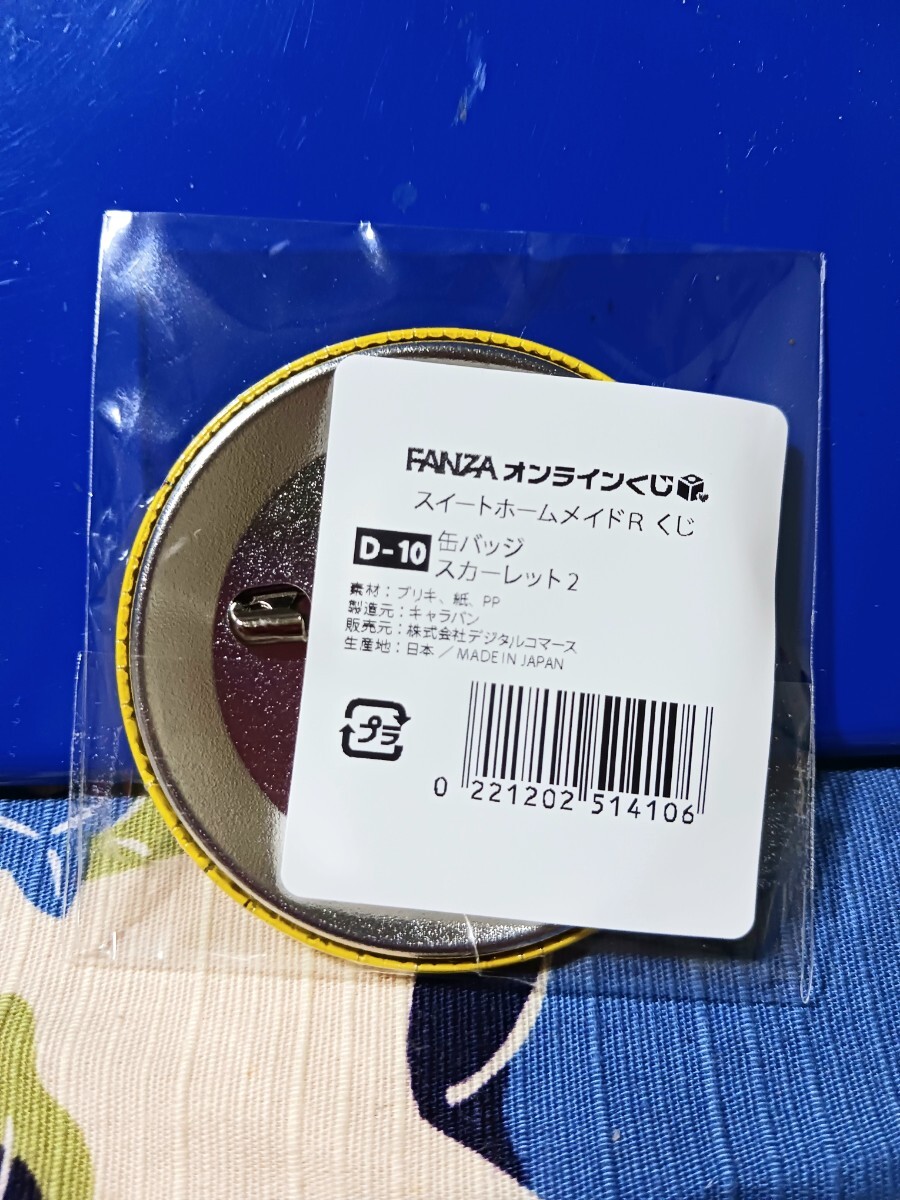 FANZA オンラインくじ
スイートホームメイドR くじ
D-10 缶バッジ
スカーレット2
素材：ブリキ、紙、PP
製造元：キャラバン
販売元：株式会社デジタルコマース
生産地：日本／MADE IN JAPAN
プラ
0 221202 514106